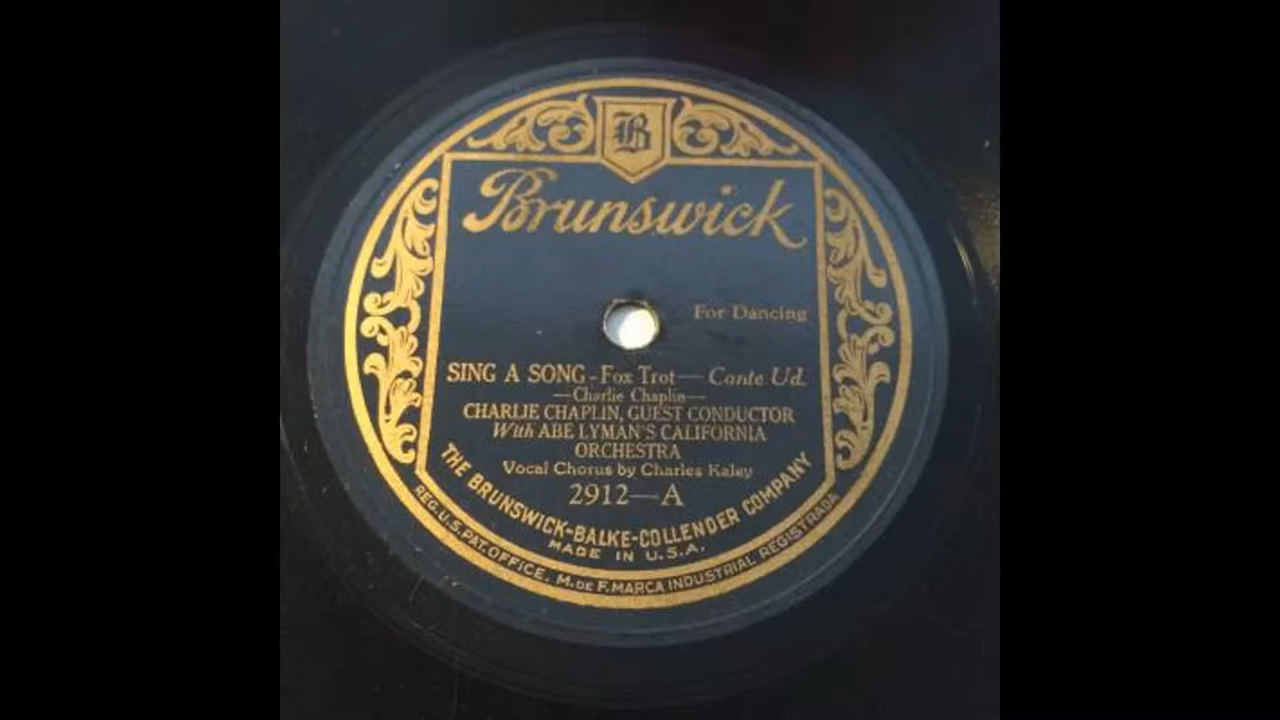 B
Brunswick
For Dancing
SING A SONG-Fox Trot— Cante Ud.
—Charlie Chaplin—
CHARLIE CHAPLIN, GUEST CONDUCTOR
With ABE LYMAN'S CALIFORNIA
ORCHESTRA
Vocal Chorus by Charles Kaley
2912—A
THE BRUNSWICK-BALKE-COLLENDER COMPANY
MADE IN U.S.A.
REG. U.S. PAT. OFFICE. M. DE F. MARCA INDUSTRIAL REGISTRADA